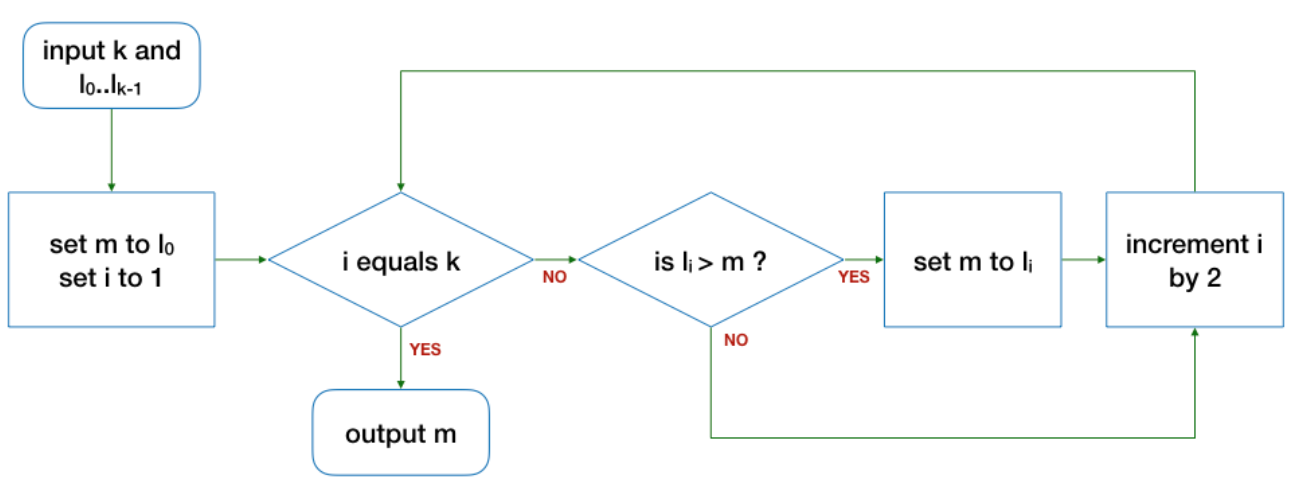 input k and
l₀..lₖ₋₁
set m to l₀
set i to 1
i equals k
NO
is lᵢ > m ?
YES
set m to lᵢ
increment i
by 2
YES
NO
output m